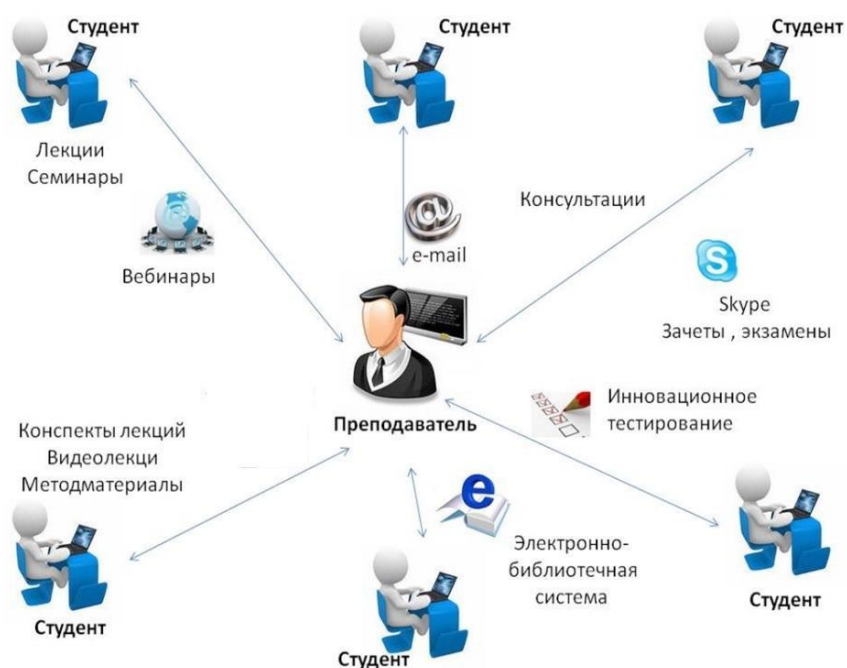 Студент
Студент
Студент
Лекции
Семинары
Вебинары
@
e-mail
Консультации
S
Skype
Зачеты , экзамены
Преподаватель
Инновационное
тестирование
Конспекты лекций
Видеолекци
Методматериалы
Студент
e
Электронно-
библиотечная
система
Студент
Студент